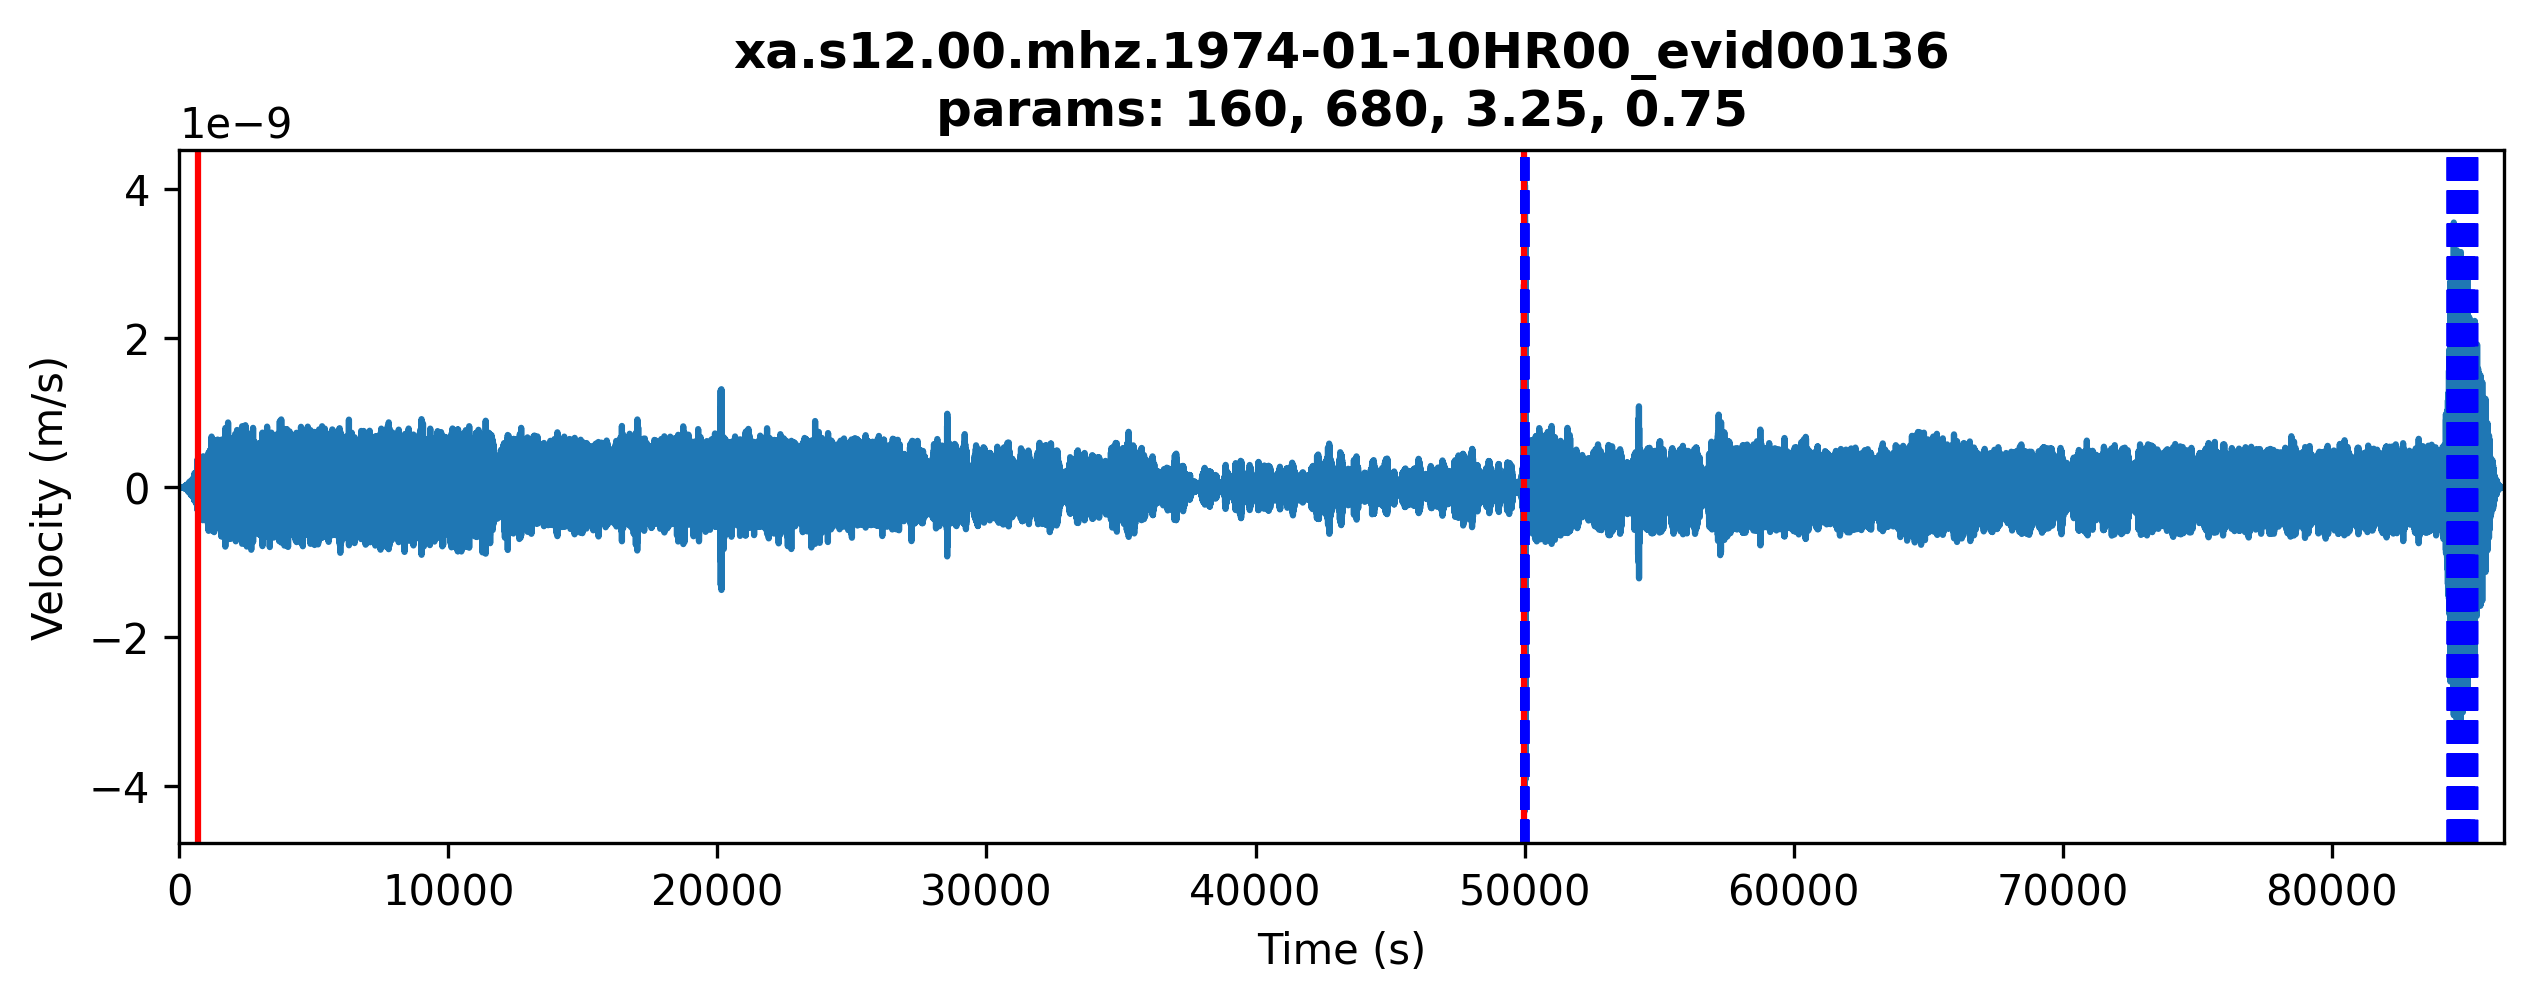 xa.s12.00.mhz.1974-01-10HR00_evid00136
params: 160, 680, 3.25, 0.75
1e−9
4
2
0
−2
−4
Velocity (m/s)
0 10000 20000 30000 40000 50000 60000 70000 80000
Time (s)